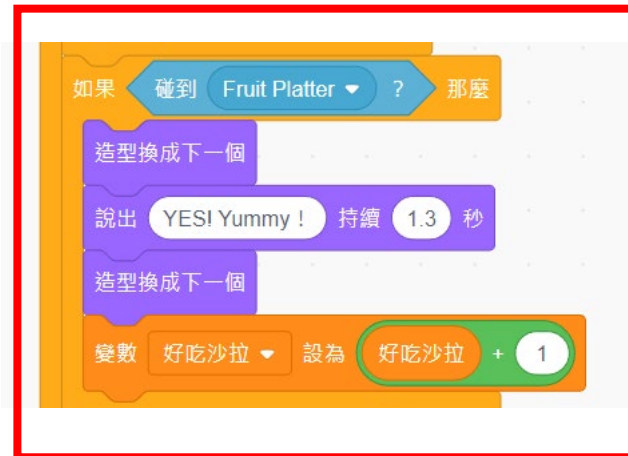 如果 碰到 Fruit Platter ? 那麼
造型換成下一個
說出 YES! Yummy！ 持續 1.3 秒
造型換成下一個
變數 好吃沙拉 設為 好吃沙拉 + 1